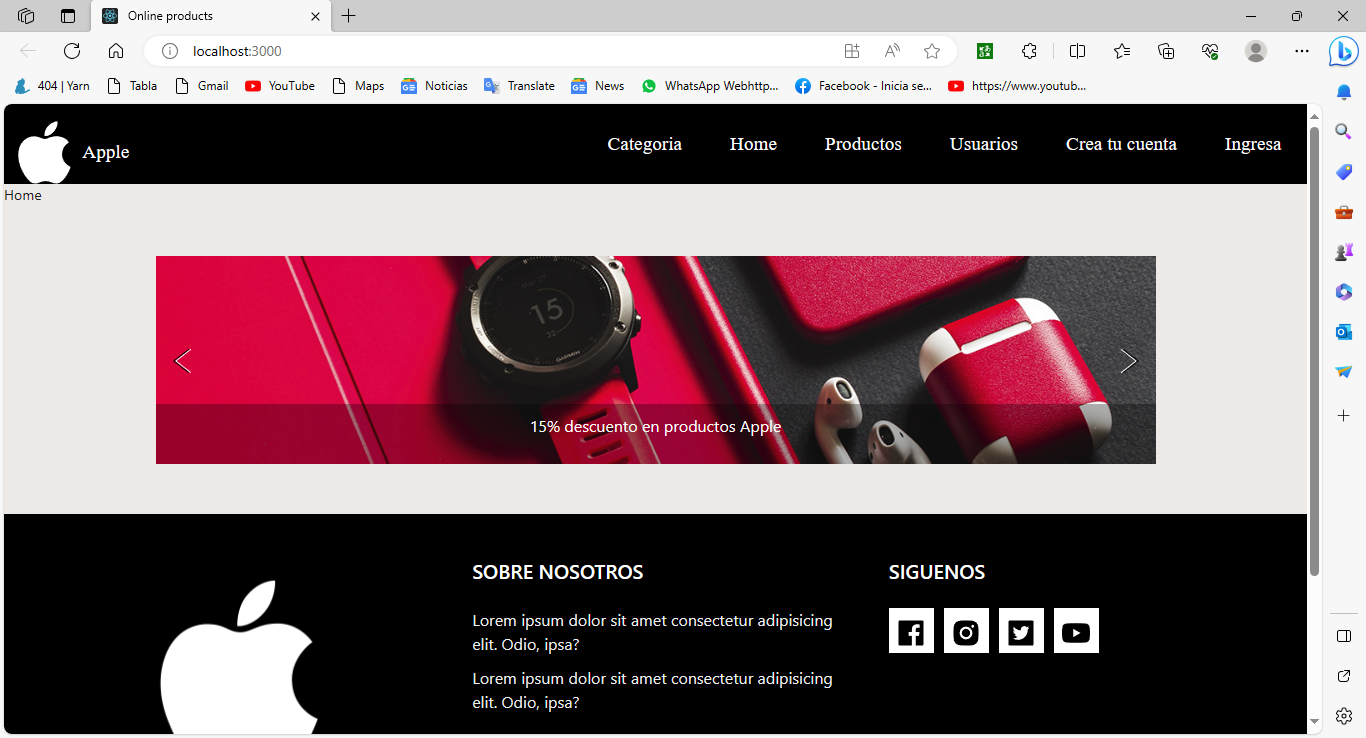 Online products
localhost:3000
404 | Yarn
Tabla
Gmail
YouTube
Maps
Noticias
Translate
News
WhatsApp Webhttp...
Facebook - Inicia se...
https://www.youtub...
Apple
Categoria
Home
Productos
Usuarios
Crea tu cuenta
Ingresa
Home
15
GARMIN
15% descuento en productos Apple
SOBRE NOSOTROS
Lorem ipsum dolor sit amet consectetur adipisicing
elit. Odio, ipsa?
Lorem ipsum dolor sit amet consectetur adipisicing
elit. Odio, ipsa?
SIGUENOS